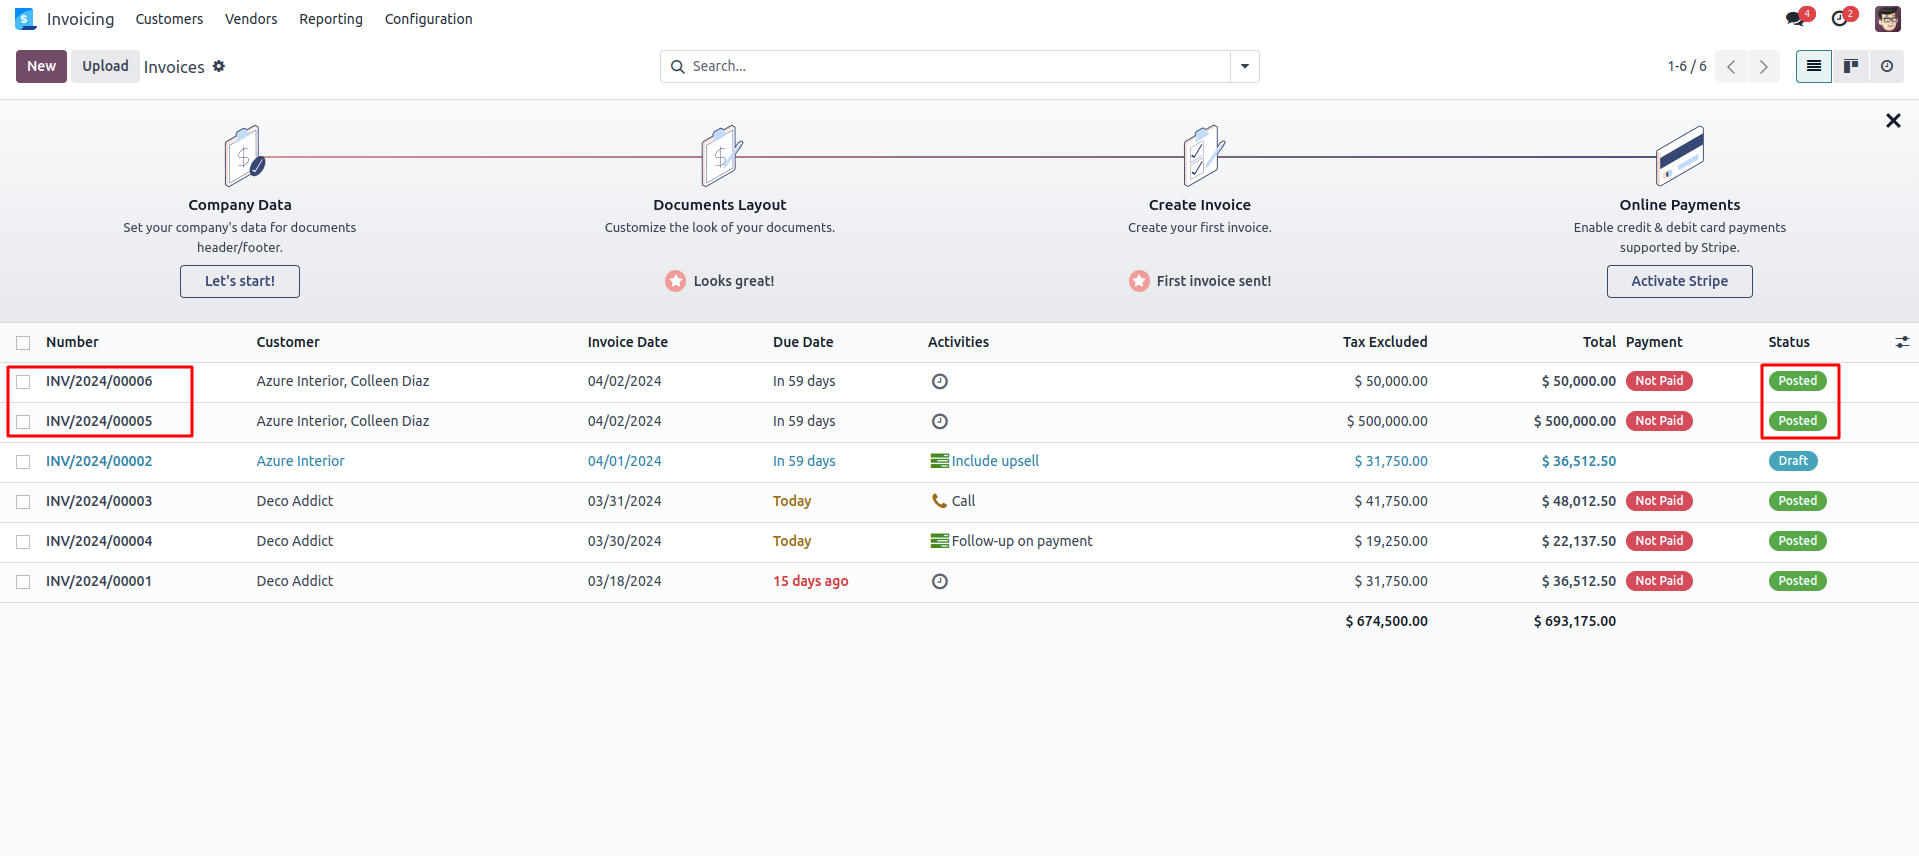 Invoicing Customers Vendors Reporting Configuration 4 2
New Upload Invoices Search... 1-6 / 6
Company Data
Set your company's data for documents
header/footer.
Let's start!
Documents Layout
Customize the look of your documents.
Looks great!
Create Invoice
Create your first invoice.
First invoice sent!
Online Payments
Enable credit & debit card payments
supported by Stripe.
Activate Stripe
Number Customer Invoice Date Due Date Activities Tax Excluded Total Payment Status
INV/2024/00006 Azure Interior, Colleen Diaz 04/02/2024 In 59 days $ 50,000.00 $ 50,000.00 Not Paid Posted
INV/2024/00005 Azure Interior, Colleen Diaz 04/02/2024 In 59 days $ 500,000.00 $ 500,000.00 Not Paid Posted
INV/2024/00002 Azure Interior 04/01/2024 In 59 days Include upsell $ 31,750.00 $ 36,512.50 Draft
INV/2024/00003 Deco Addict 03/31/2024 Today Call $ 41,750.00 $ 48,012.50 Not Paid Posted
INV/2024/00004 Deco Addict 03/30/2024 Today Follow-up on payment $ 19,250.00 $ 22,137.50 Not Paid Posted
INV/2024/00001 Deco Addict 03/18/2024 15 days ago $ 31,750.00 $ 36,512.50 Not Paid Posted
$ 674,500.00 $ 693,175.00